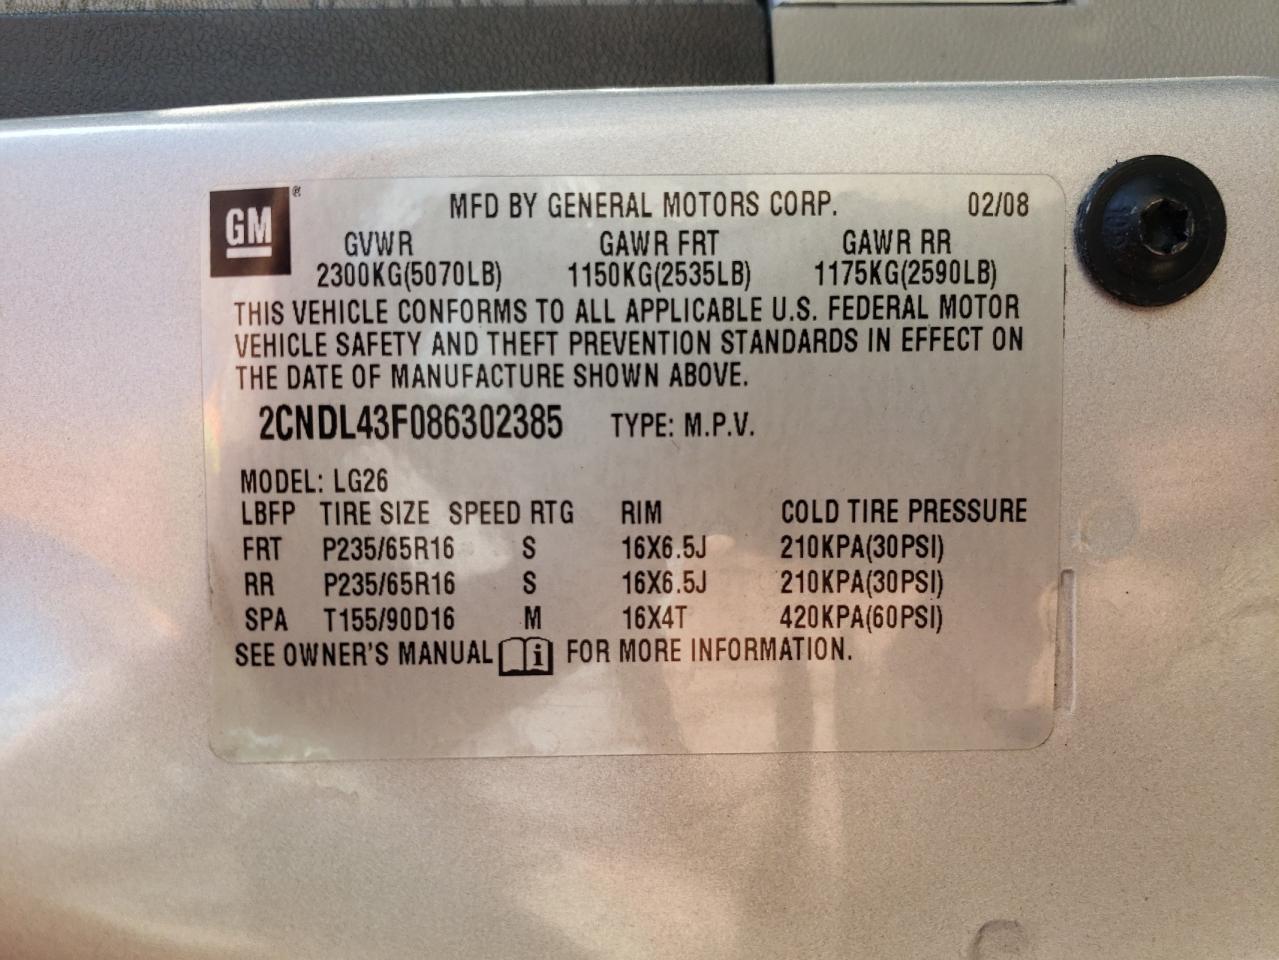 GM ® MFD BY GENERAL MOTORS CORP. 02/08
GVWR GAWR FRT GAWR RR
2300KG(5070LB) 1150KG(2535LB) 1175KG(2590LB)
THIS VEHICLE CONFORMS TO ALL APPLICABLE U.S. FEDERAL MOTOR
VEHICLE SAFETY AND THEFT PREVENTION STANDARDS IN EFFECT ON
THE DATE OF MANUFACTURE SHOWN ABOVE.
2CNDL43F086302385 TYPE: M.P.V.
MODEL: LG26
LBFP TIRE SIZE SPEED RTG RIM COLD TIRE PRESSURE
FRT P235/65R16 S 16X6.5J 210KPA(30PSI)
RR P235/65R16 S 16X6.5J 210KPA(30PSI)
SPA T155/90D16 M 16X4T 420KPA(60PSI)
SEE OWNER'S MANUAL i FOR MORE INFORMATION.